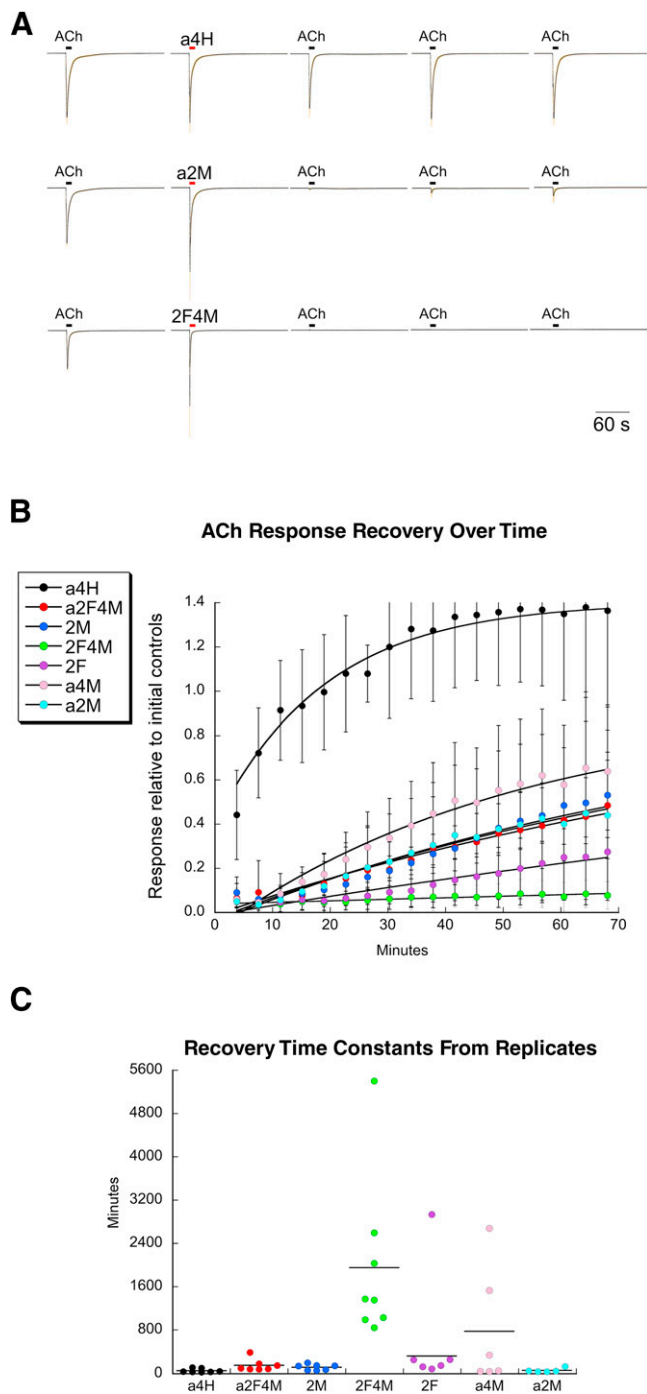 A
ACh a4H ACh ACh ACh
ACh a2M ACh ACh ACh
ACh 2F4M ACh ACh ACh
60 s
B
ACh Response Recovery Over Time
a4H
a2F4M
2M
2F4M
2F
a4M
a2M
Response relative to initial controls
1.4
1.2
1.0
0.8
0.6
0.4
0.2
0.0
0 10 20 30 40 50 60 70
Minutes
C
Recovery Time Constants From Replicates
Minutes
5600
4800
4000
3200
2400
1600
800
0
a4H a2F4M 2M 2F4M 2F a4M a2M